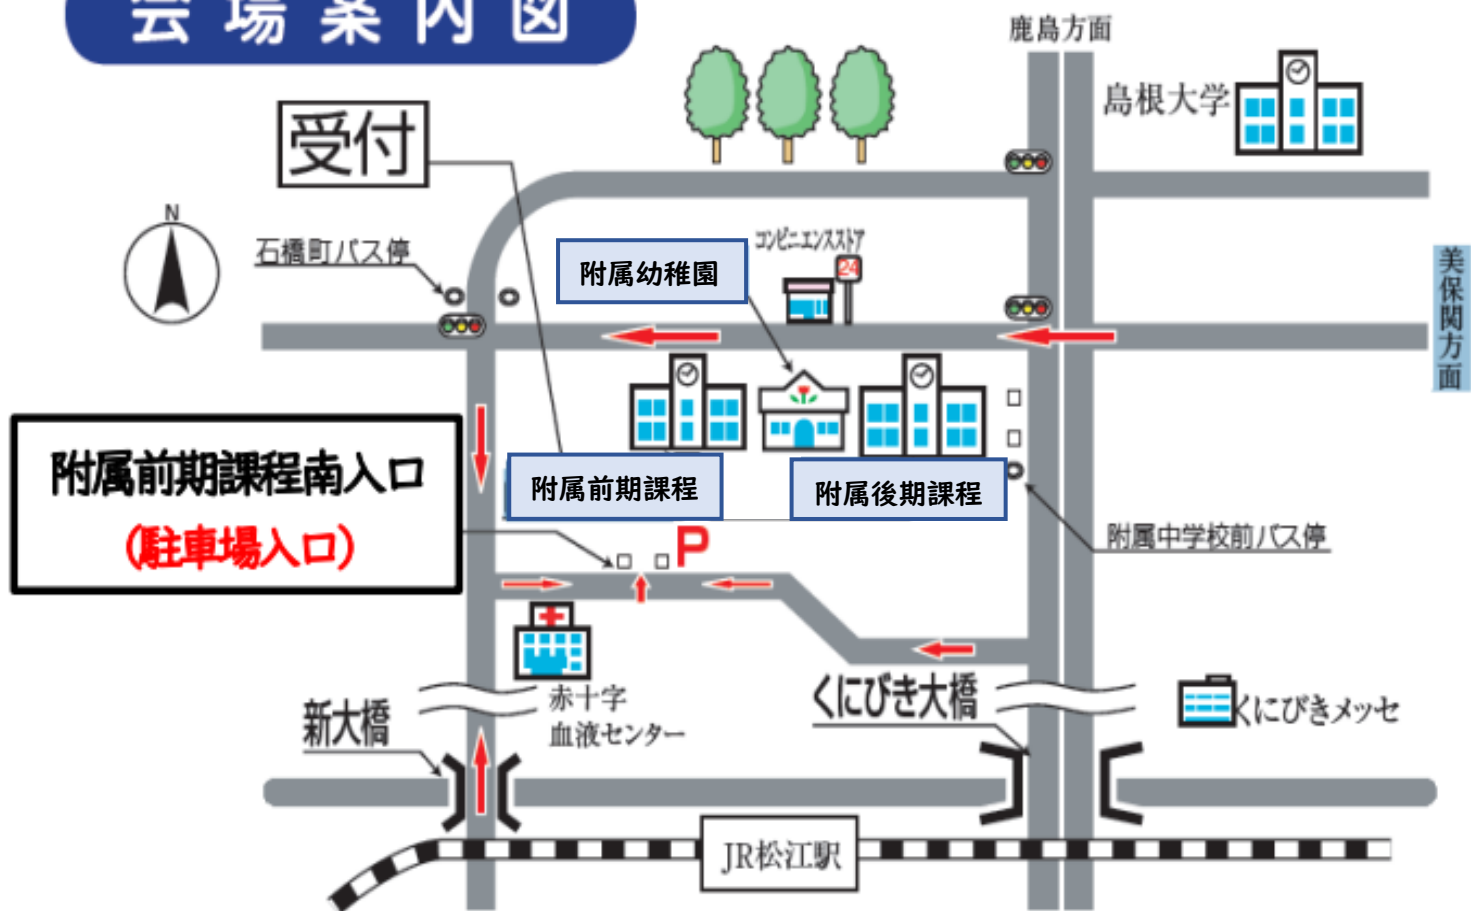 会場案内図
鹿島方面
島根大学
受付
N
石橋町バス停
コンビニエンスストア
24
附属幼稚園
美保関方面
附属前期課程南入口
(駐車場入口)
附属前期課程
附属後期課程
P
附属中学校前バス停
赤十字
血液センター
新大橋
くにびき大橋
くにびきメッセ
JR松江駅